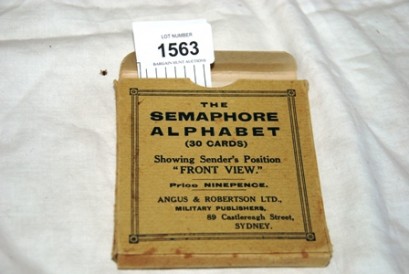 LOT NUMBER
1563
THE
SEMAPHORE
ALPHABET
(30 CARDS)
Showing Sender's Position
"FRONT VIEW."
Price NINEPENCE.
ANGUS & ROBERTSON LTD.,
MILITARY PUBLISHERS,
89 Castlereagh Street,
SYDNEY.